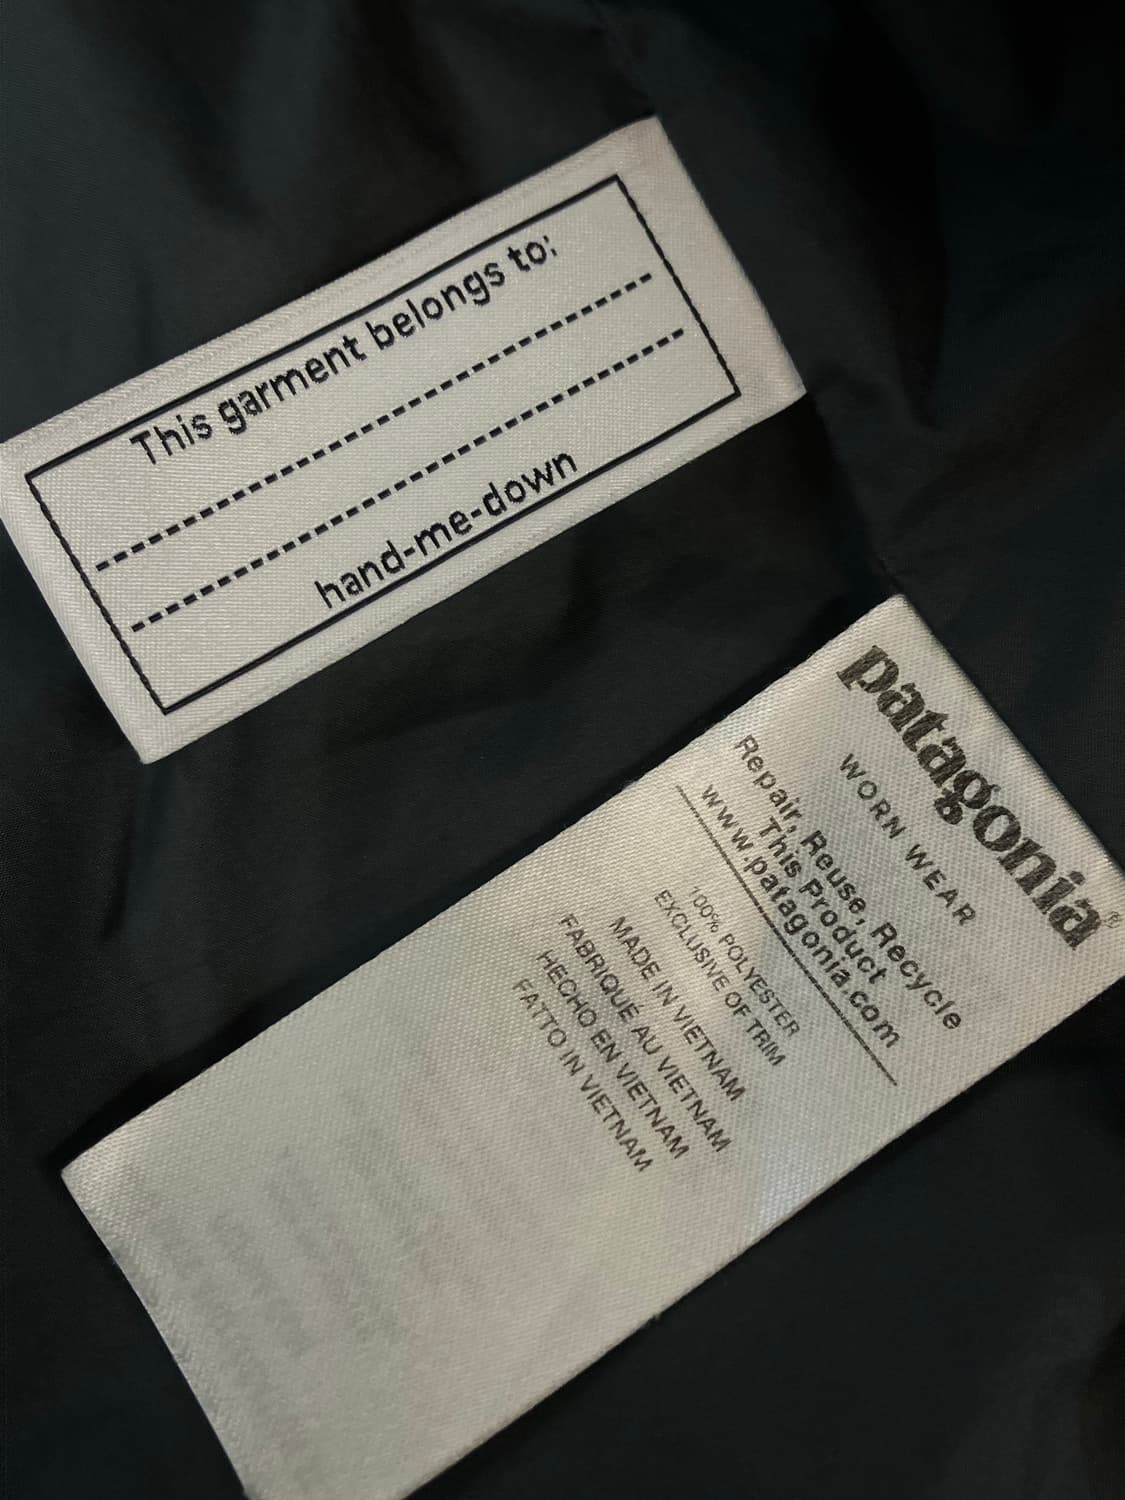 This garment belongs to:
hand-me-down
patagonia®
WORN WEAR
Repair, Reuse, Recycle
This Product
www.patagonia.com
100% POLYESTER
EXCLUSIVE OF TRIM
MADE IN VIETNAM
FABRIQUÉ AU VIETNAM
HECHO EN VIETNAM
FATTO IN VIETNAM